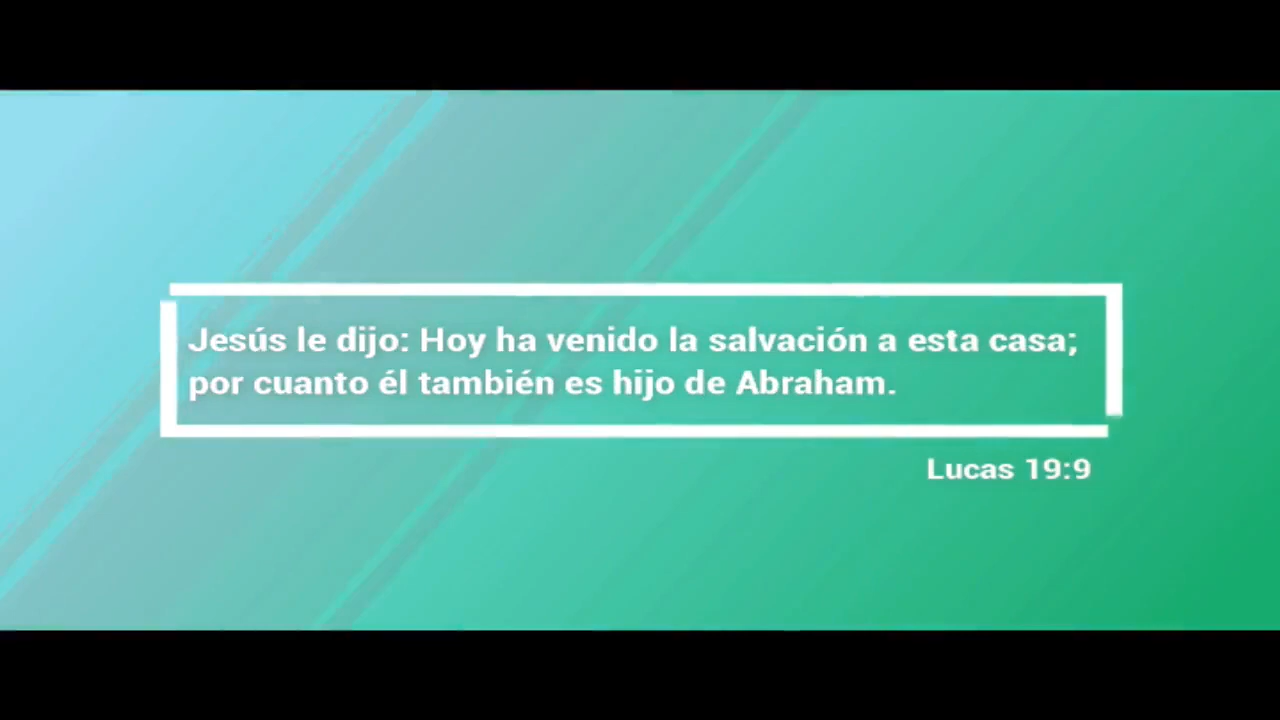 Jesús le dijo: Hoy ha venido la salvación a esta casa;
por cuanto él también es hijo de Abraham.
Lucas 19:9